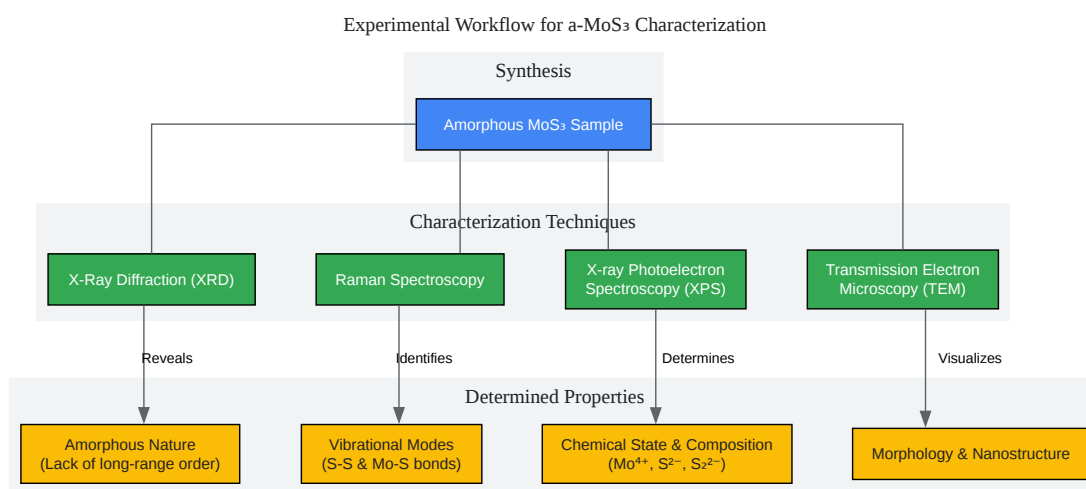 Experimental Workflow for a-MoS₃ Characterization
Synthesis
Amorphous MoS₃ Sample
Characterization Techniques
X-Ray Diffraction (XRD)
Raman Spectroscopy
X-ray Photoelectron
Spectroscopy (XPS)
Transmission Electron
Microscopy (TEM)
Reveals
Identifies
Determines
Visualizes
Determined Properties
Amorphous Nature
(Lack of long-range order)
Vibrational Modes
(S-S & Mo-S bonds)
Chemical State & Composition
(Mo⁴⁺, S²⁻, S₂²⁻)
Morphology & Nanostructure